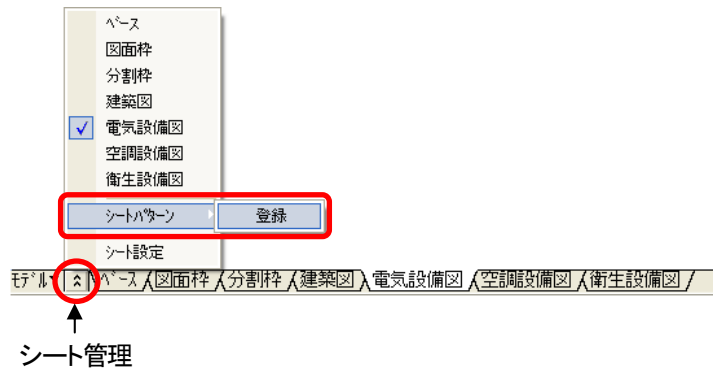 ﾍﾞｰｽ
図面枠
分割枠
建築図
電気設備図
空調設備図
衛生設備図
ｼｰﾄﾊﾟﾀｰﾝ 登録
ｼｰﾄ設定
ﾓﾃﾞﾙ ﾍﾞｰｽ 図面枠 分割枠 建築図 電気設備図 空調設備図 衛生設備図
シート管理